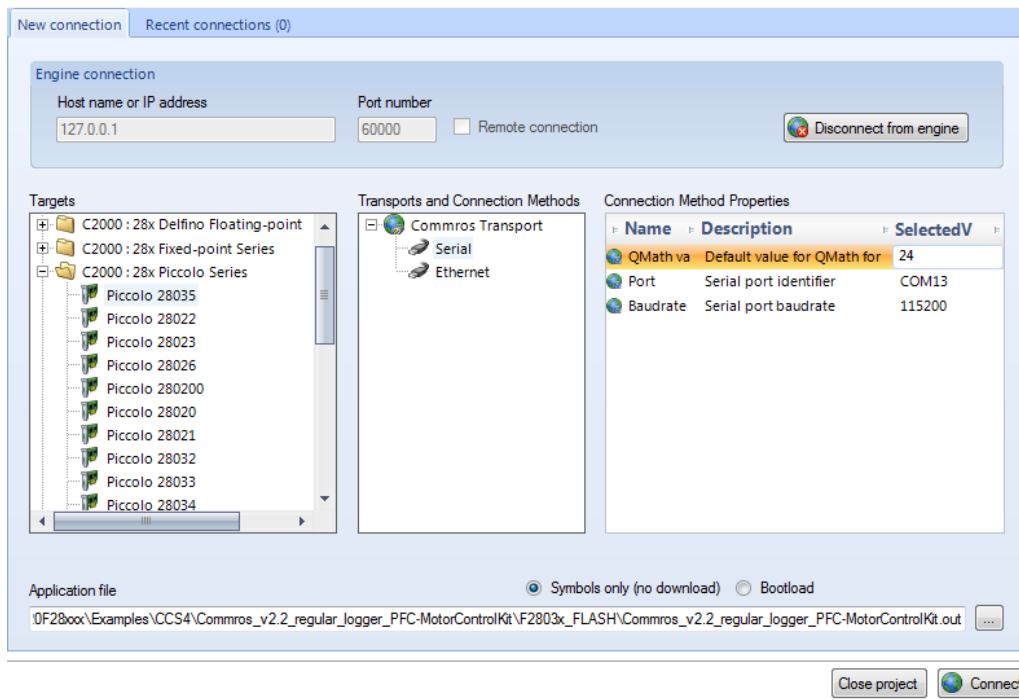 New connection Recent connections (0)
Engine connection
Host name or IP address Port number
127.0.0.1 60000 Remote connection Disconnect from engine
Targets Transports and Connection Methods Connection Method Properties
C2000 : 28x Delfino Floating-point
C2000 : 28x Fixed-point Series
C2000 : 28x Piccolo Series
Piccolo 28035
Piccolo 28022
Piccolo 28023
Piccolo 28026
Piccolo 280200
Piccolo 28020
Piccolo 28021
Piccolo 28032
Piccolo 28033
Piccolo 28034
Commros Transport
Serial
Ethernet
Name Description SelectedV
QMath va Default value for QMath for 24
Port Serial port identifier COM13
Baudrate Serial port baudrate 115200
Application file Symbols only (no download) Bootload
0F28xxx\Examples\CCS4\Commros_v2.2_regular_logger_PFC-MotorControlKit\F2803x_FLASH\Commros_v2.2_regular_logger_PFC-MotorControlKit.out ...
Close project Connect